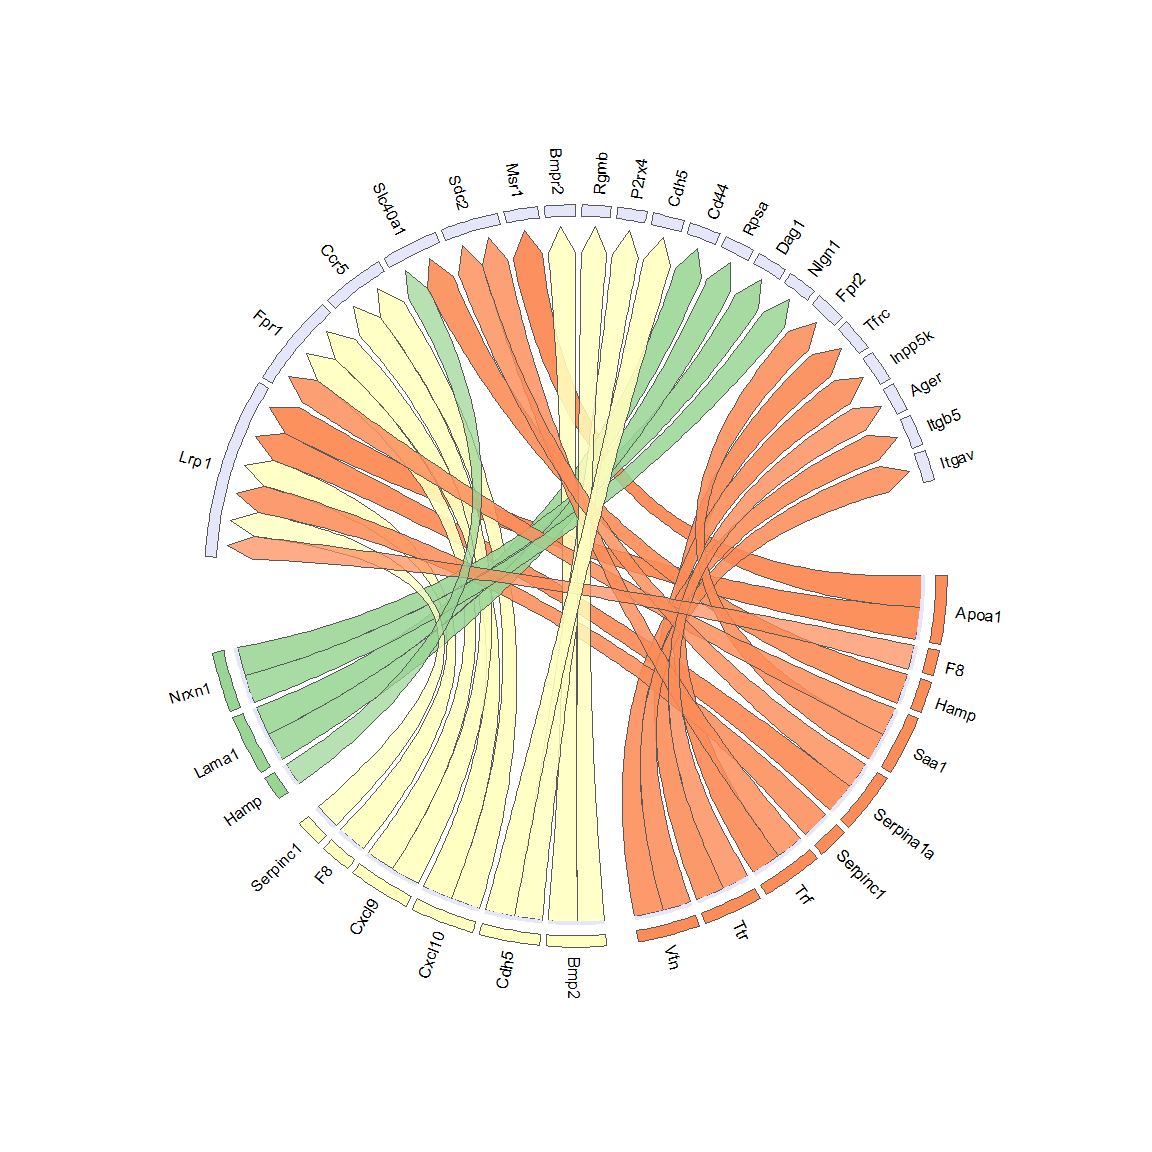 Lrp1
Fpr1
Ccr5
Slc40a1
Sdc2
Msr1
Bmpr2
Rgmb
P2rx4
Cdh5
Cd44
Rpsa
Dag1
Nlgn1
Fpr2
Tfrc
Inpp5k
Ager
Itgb5
Itgav
Apoa1
F8
Hamp
Saa1
Serpina1a
Serpinc1
Trf
Ttr
Vtn
Bmp2
Cdh5
Cxcl10
Cxcl9
F8
Serpinc1
Hamp
Lama1
Nrxn1